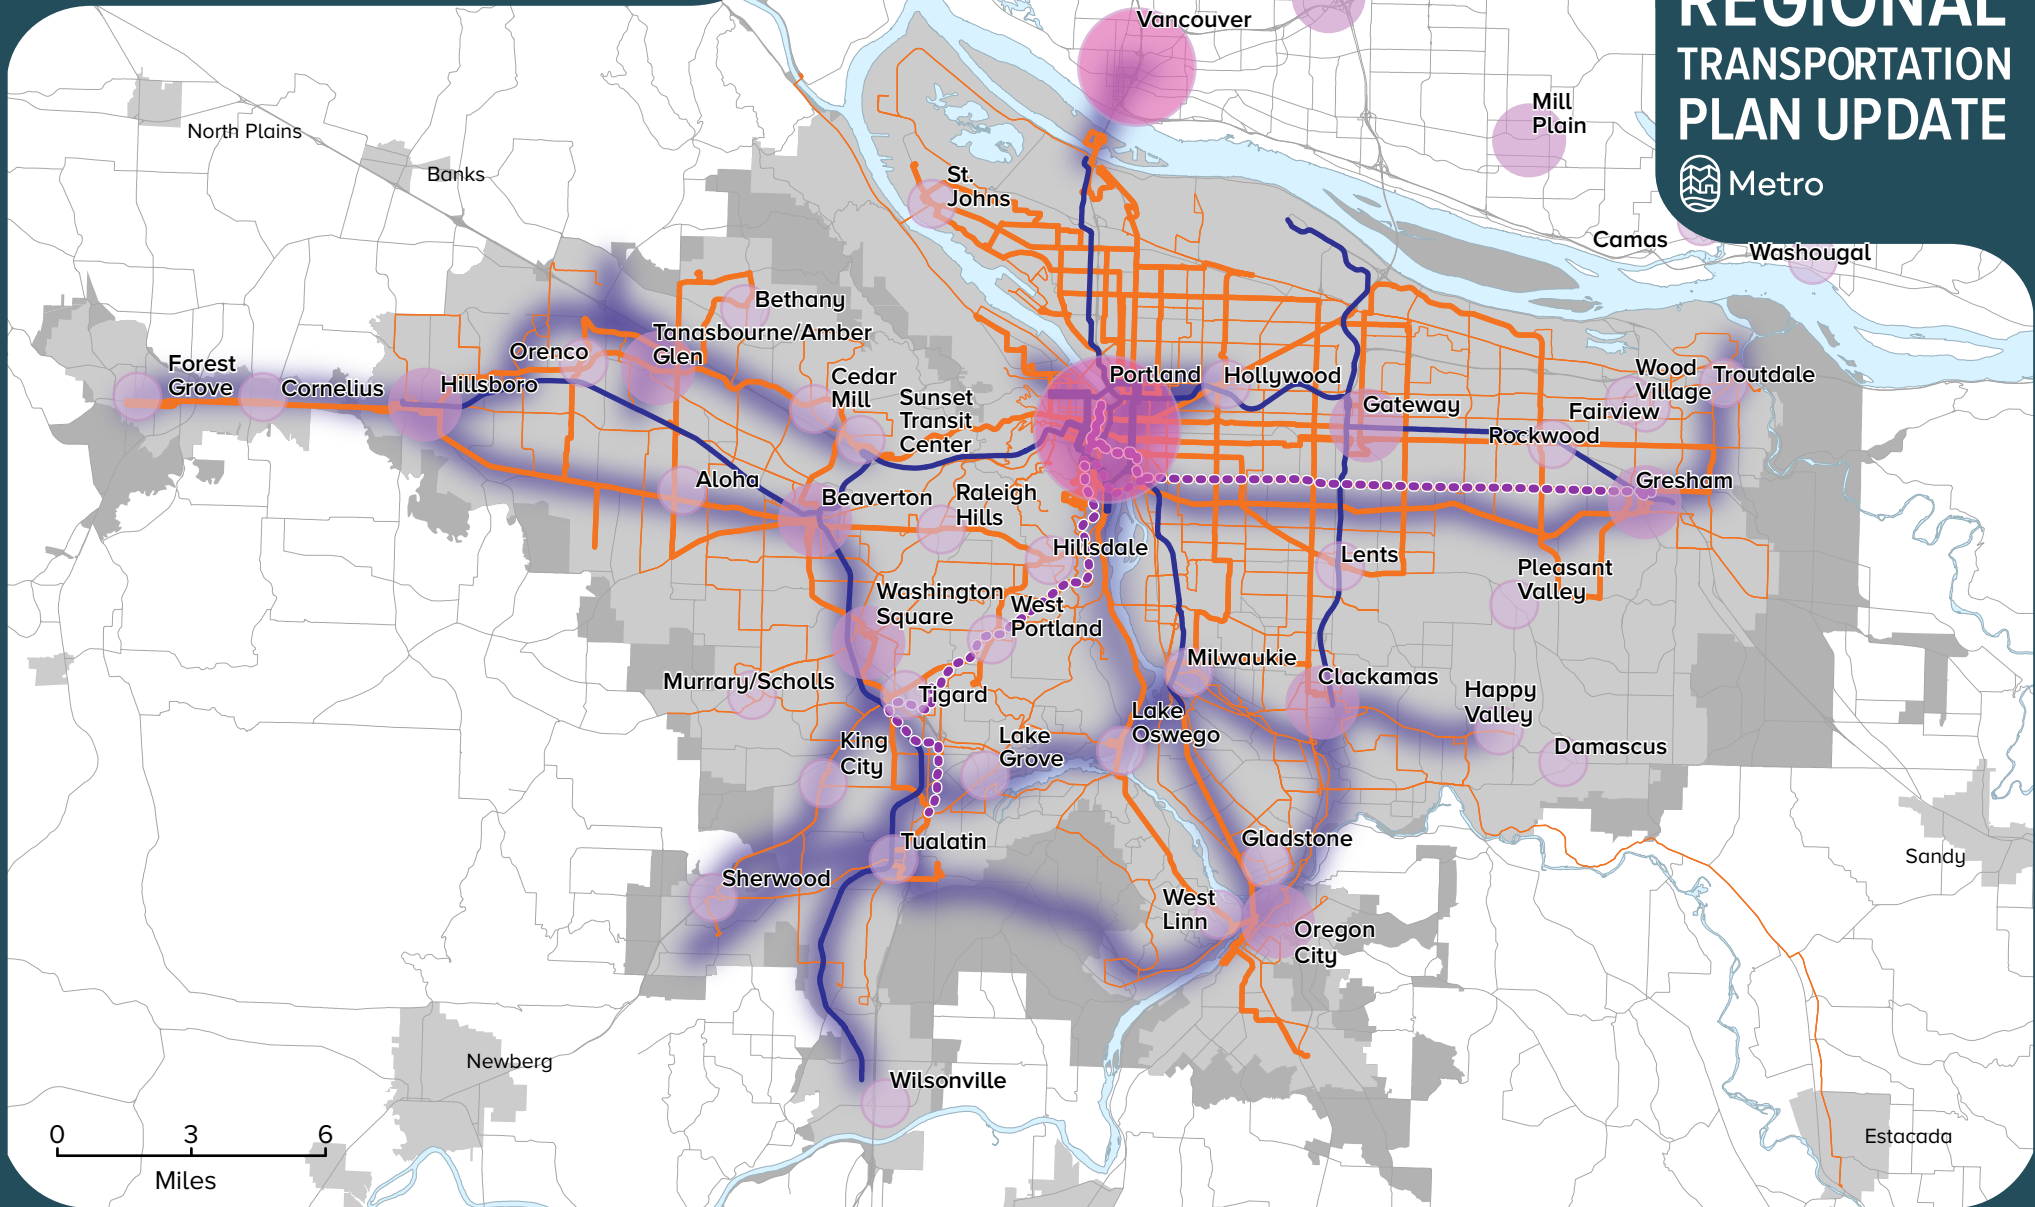 REGIONAL
TRANSPORTATION
PLAN UPDATE
Metro
Vancouver
Mill
Plain
North Plains
Banks
St.
Johns
Camas
Washougal
Bethany
Tanasbourne/Amber
Glen
Orenco
Forest
Grove
Cornelius
Hillsboro
Cedar
Mill
Sunset
Transit
Center
Portland
Hollywood
Gateway
Wood
Village
Troutdale
Fairview
Rockwood
Gresham
Aloha
Beaverton
Raleigh
Hills
Hillsdale
Lents
Pleasant
Valley
Washington
Square
West
Portland
Milwaukie
Clackamas
Murrary/Scholls
Tigard
Happy
Valley
Lake
Oswego
King
City
Lake
Grove
Damascus
Tualatin
Gladstone
Sandy
Sherwood
West
Linn
Oregon
City
Newberg
Wilsonville
Estacada
0 3 6
Miles